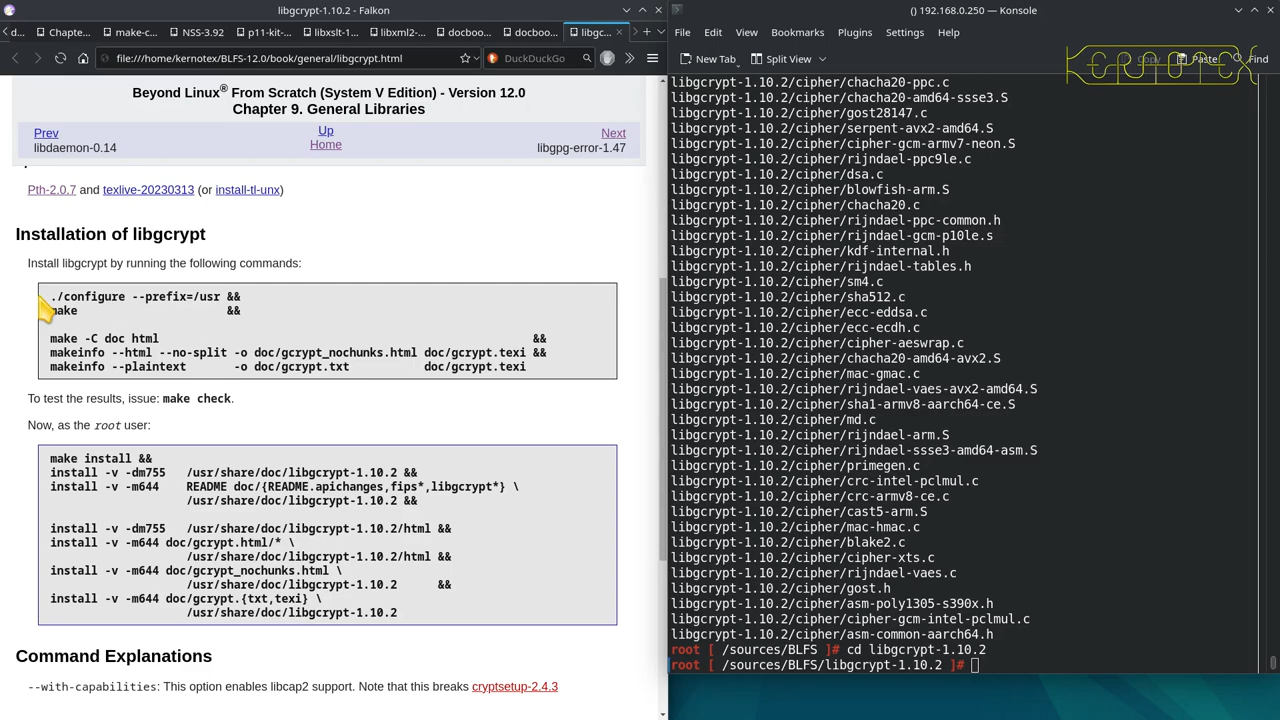 libgcrypt-1.10.2 - Falkon
d...
Chapte...
make-c...
NSS-3.92
p11-kit-...
libxslt-1...
libxml2-...
docboo...
docboo...
libgc...
file:///home/kernotex/BLFS-12.0/book/general/libgcrypt.html
DuckDuckGo
Beyond Linux® From Scratch (System V Edition) - Version 12.0
Chapter 9. General Libraries
Prev
Up
Next
libdaemon-0.14
Home
libgpg-error-1.47
Pth-2.0.7 and texlive-20230313 (or install-tl-unx)
Installation of libgcrypt
Install libgcrypt by running the following commands:
./configure --prefix=/usr &&
make &&
make -C doc html &&
makeinfo --html --no-split -o doc/gcrypt_nochunks.html doc/gcrypt.texi &&
makeinfo --plaintext -o doc/gcrypt.txt doc/gcrypt.texi
To test the results, issue: make check.
Now, as the root user:
make install &&
install -v -dm755 /usr/share/doc/libgcrypt-1.10.2 &&
install -v -m644 README doc/{README.apichanges,fips*,libgcrypt*} \
/usr/share/doc/libgcrypt-1.10.2 &&
install -v -dm755 /usr/share/doc/libgcrypt-1.10.2/html &&
install -v -m644 doc/gcrypt.html/* \
/usr/share/doc/libgcrypt-1.10.2/html &&
install -v -m644 doc/gcrypt_nochunks.html \
/usr/share/doc/libgcrypt-1.10.2 &&
install -v -m644 doc/gcrypt.{txt,texi} \
/usr/share/doc/libgcrypt-1.10.2
Command Explanations
--with-capabilities: This option enables libcap2 support. Note that this breaks cryptsetup-2.4.3
() 192.168.0.250 — Konsole
File Edit View Bookmarks Plugins Settings Help
New Tab Split View Copy Paste Find
KERNOTEX
libgcrypt-1.10.2/cipher/chacha20-ppc.c
libgcrypt-1.10.2/cipher/chacha20-amd64-ssse3.S
libgcrypt-1.10.2/cipher/gost28147.c
libgcrypt-1.10.2/cipher/serpent-avx2-amd64.S
libgcrypt-1.10.2/cipher/cipher-gcm-armv7-neon.S
libgcrypt-1.10.2/cipher/rijndael-ppc9le.c
libgcrypt-1.10.2/cipher/dsa.c
libgcrypt-1.10.2/cipher/blowfish-arm.S
libgcrypt-1.10.2/cipher/chacha20.c
libgcrypt-1.10.2/cipher/rijndael-ppc-common.h
libgcrypt-1.10.2/cipher/rijndael-gcm-p10le.s
libgcrypt-1.10.2/cipher/kdf-internal.h
libgcrypt-1.10.2/cipher/rijndael-tables.h
libgcrypt-1.10.2/cipher/sm4.c
libgcrypt-1.10.2/cipher/sha512.c
libgcrypt-1.10.2/cipher/ecc-eddsa.c
libgcrypt-1.10.2/cipher/ecc-ecdh.c
libgcrypt-1.10.2/cipher/cipher-aeswrap.c
libgcrypt-1.10.2/cipher/chacha20-amd64-avx2.S
libgcrypt-1.10.2/cipher/mac-gmac.c
libgcrypt-1.10.2/cipher/rijndael-vaes-avx2-amd64.S
libgcrypt-1.10.2/cipher/sha1-armv8-aarch64-ce.S
libgcrypt-1.10.2/cipher/md.c
libgcrypt-1.10.2/cipher/rijndael-arm.S
libgcrypt-1.10.2/cipher/rijndael-ssse3-amd64-asm.S
libgcrypt-1.10.2/cipher/primegen.c
libgcrypt-1.10.2/cipher/crc-intel-pclmul.c
libgcrypt-1.10.2/cipher/crc-armv8-ce.c
libgcrypt-1.10.2/cipher/cast5-arm.S
libgcrypt-1.10.2/cipher/mac-hmac.c
libgcrypt-1.10.2/cipher/blake2.c
libgcrypt-1.10.2/cipher/cipher-xts.c
libgcrypt-1.10.2/cipher/rijndael-vaes.c
libgcrypt-1.10.2/cipher/gost.h
libgcrypt-1.10.2/cipher/asm-poly1305-s390x.h
libgcrypt-1.10.2/cipher/cipher-gcm-intel-pclmul.c
libgcrypt-1.10.2/cipher/asm-common-aarch64.h
root [ /sources/BLFS ]# cd libgcrypt-1.10.2
root [ /sources/BLFS/libgcrypt-1.10.2 ]#